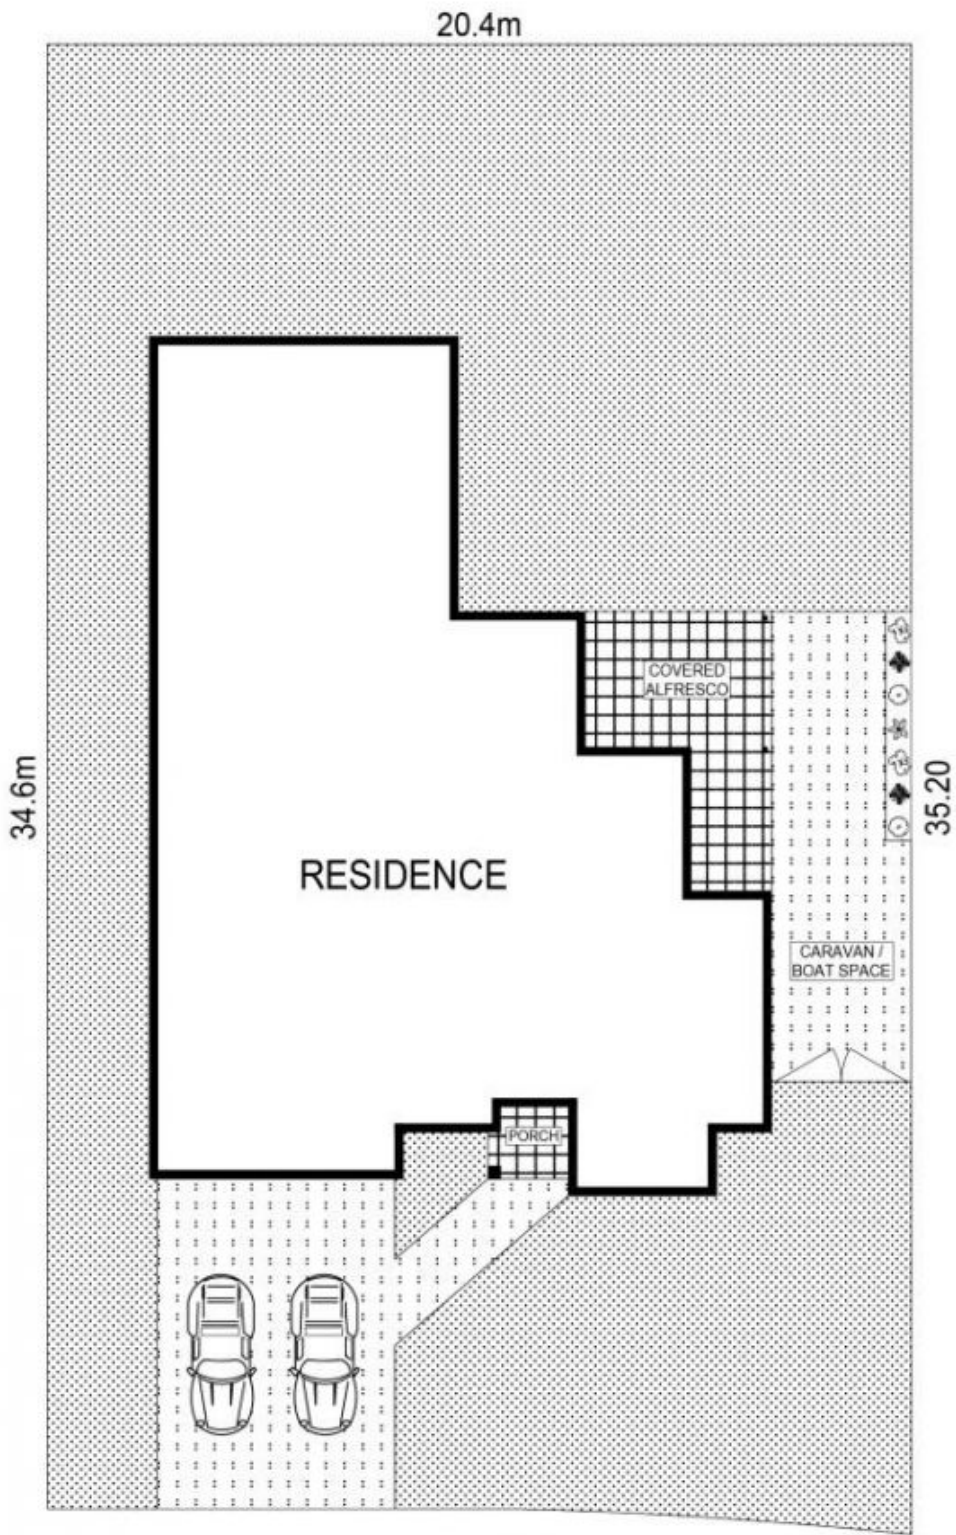 20.4m
COVERED
ALFRESCO
34.6m
35.20
RESIDENCE
CARAVAN /
BOAT SPACE
PORCH